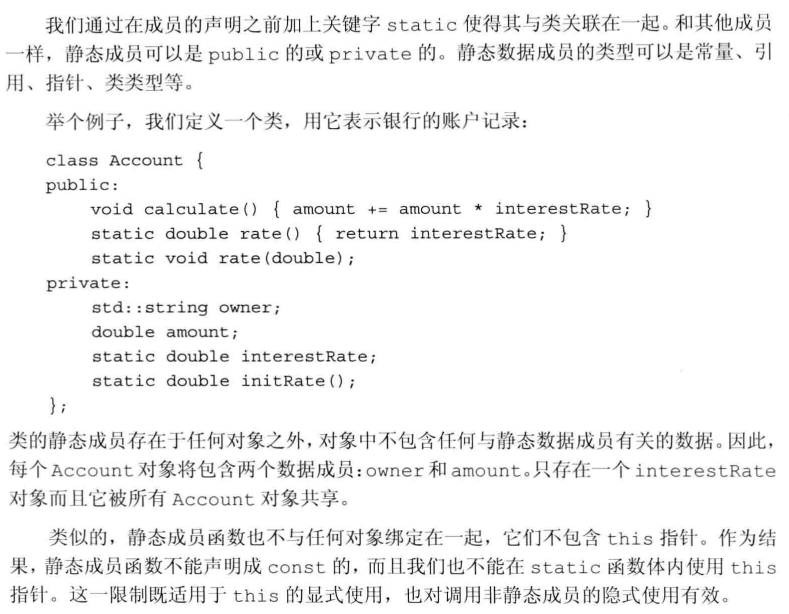 我们通过在成员的声明之前加上关键字 static 使得其与类关联在一起。和其他成员
一样，静态成员可以是 public 的或 private 的。静态数据成员的类型可以是常量、引
用、指针、类类型等。
举个例子，我们定义一个类，用它表示银行的账户记录：
class Account {
public:
    void calculate() { amount += amount * interestRate; }
    static double rate() { return interestRate; }
    static void rate(double);
private:
    std::string owner;
    double amount;
    static double interestRate;
    static double initRate();
};
类的静态成员存在于任何对象之外，对象中不包含任何与静态数据成员有关的数据。因此，
每个 Account 对象将包含两个数据成员：owner 和 amount。只存在一个 interestRate
对象而且它被所有 Account 对象共享。
类似的，静态成员函数也不与任何对象绑定在一起，它们不包含 this 指针。作为结
果，静态成员函数不能声明成 const 的，而且我们也不能在 static 函数体内使用 this
指针。这一限制既适用于 this 的显式使用，也对调用非静态成员的隐式使用有效。